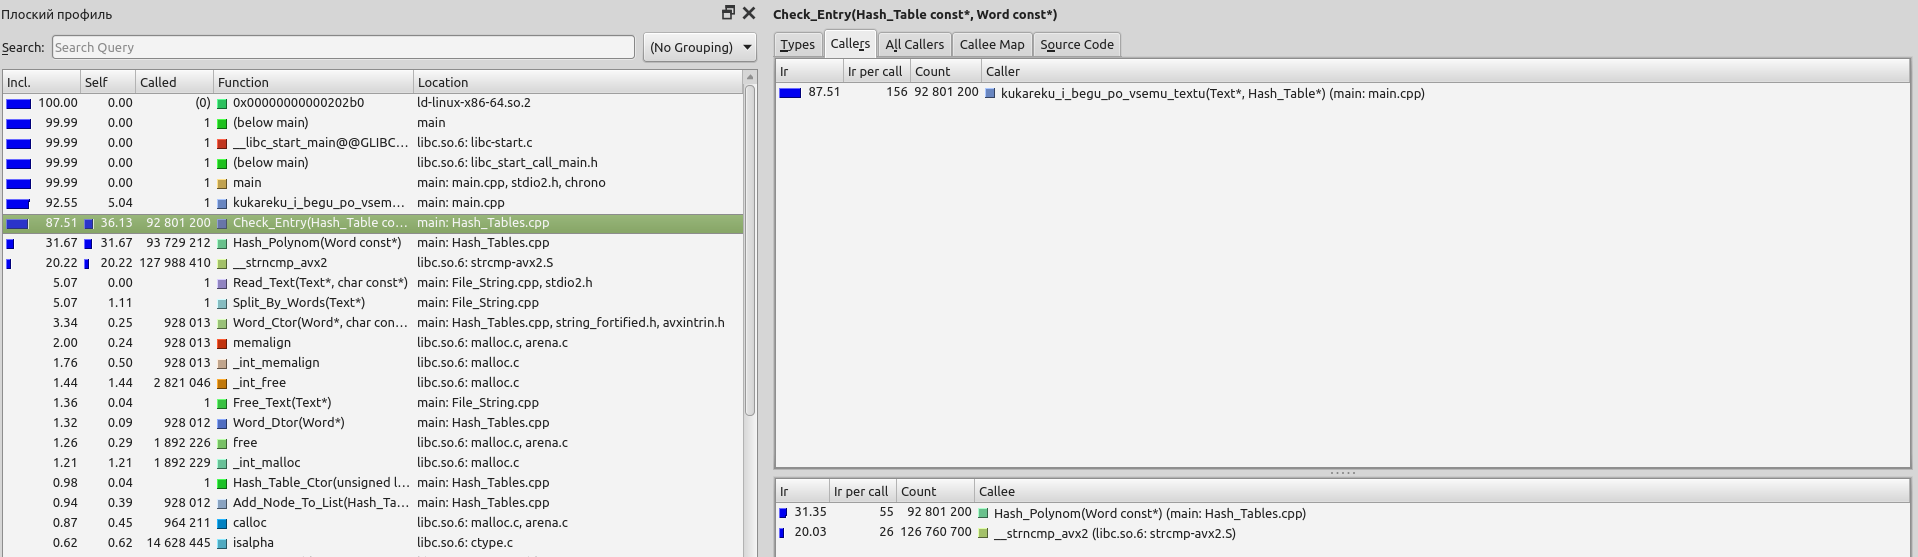 Плоский профиль
Search: Search Query (No Grouping)
Incl. Self Called Function Location
100.00 0.00 (0) 0x00000000000202b0 ld-linux-x86-64.so.2
99.99 0.00 1 (below main) main
99.99 0.00 1 __libc_start_main@@GLIBC... libc.so.6: libc-start.c
99.99 0.00 1 (below main) libc.so.6: libc_start_call_main.h
99.99 0.00 1 main main: main.cpp, stdio2.h, chrono
92.55 5.04 1 kukareku_i_begu_po_vsem... main: main.cpp
87.51 36.13 92 801 200 Check_Entry(Hash_Table co... main: Hash_Tables.cpp
31.67 31.67 93 729 212 Hash_Polynom(Word const*) main: Hash_Tables.cpp
20.22 20.22 127 988 410 __strncmp_avx2 libc.so.6: strcmp-avx2.S
5.07 0.00 1 Read_Text(Text*, char const*) main: File_String.cpp, stdio2.h
5.07 1.11 1 Split_By_Words(Text*) main: File_String.cpp
3.34 0.25 928 013 Word_Ctor(Word*, char con... main: Hash_Tables.cpp, string_fortified.h, avxintrin.h
2.00 0.24 928 013 memalign libc.so.6: malloc.c, arena.c
1.76 0.50 928 013 _int_memalign libc.so.6: malloc.c
1.44 1.44 2 821 046 _int_free libc.so.6: malloc.c
1.36 0.04 1 Free_Text(Text*) main: File_String.cpp
1.32 0.09 928 012 Word_Dtor(Word*) main: Hash_Tables.cpp
1.26 0.29 1 892 226 free libc.so.6: malloc.c, arena.c
1.21 1.21 1 892 229 _int_malloc libc.so.6: malloc.c
0.98 0.04 1 Hash_Table_Ctor(unsigned l... main: Hash_Tables.cpp
0.94 0.39 928 012 Add_Node_To_List(Hash_Ta... main: Hash_Tables.cpp
0.87 0.45 964 211 calloc libc.so.6: malloc.c, arena.c
0.62 0.62 14 628 445 isalpha libc.so.6: ctype.c
Check_Entry(Hash_Table const*, Word const*)
Types Callers All Callers Callee Map Source Code
Ir Ir per call Count Caller
87.51 156 92 801 200 kukareku_i_begu_po_vsemu_textu(Text*, Hash_Table*) (main: main.cpp)
Ir Ir per call Count Callee
31.35 55 92 801 200 Hash_Polynom(Word const*) (main: Hash_Tables.cpp)
20.03 26 126 760 700 __strncmp_avx2 (libc.so.6: strcmp-avx2.S)